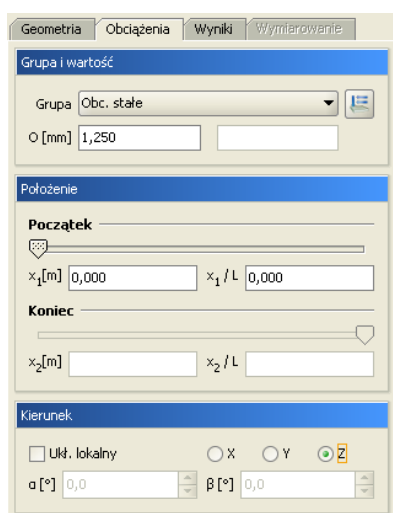 Geometria Obciążenia Wyniki Wymiarowanie
Grupa i wartość
Grupa Obc. stałe
O [mm] 1,250
Położenie
Początek
x1[m] 0,000 x1 / L 0,000
Koniec
x2[m] x2 / L
Kierunek
Ukł. lokalny X Y Z
α [°] 0,0 β [°] 0,0